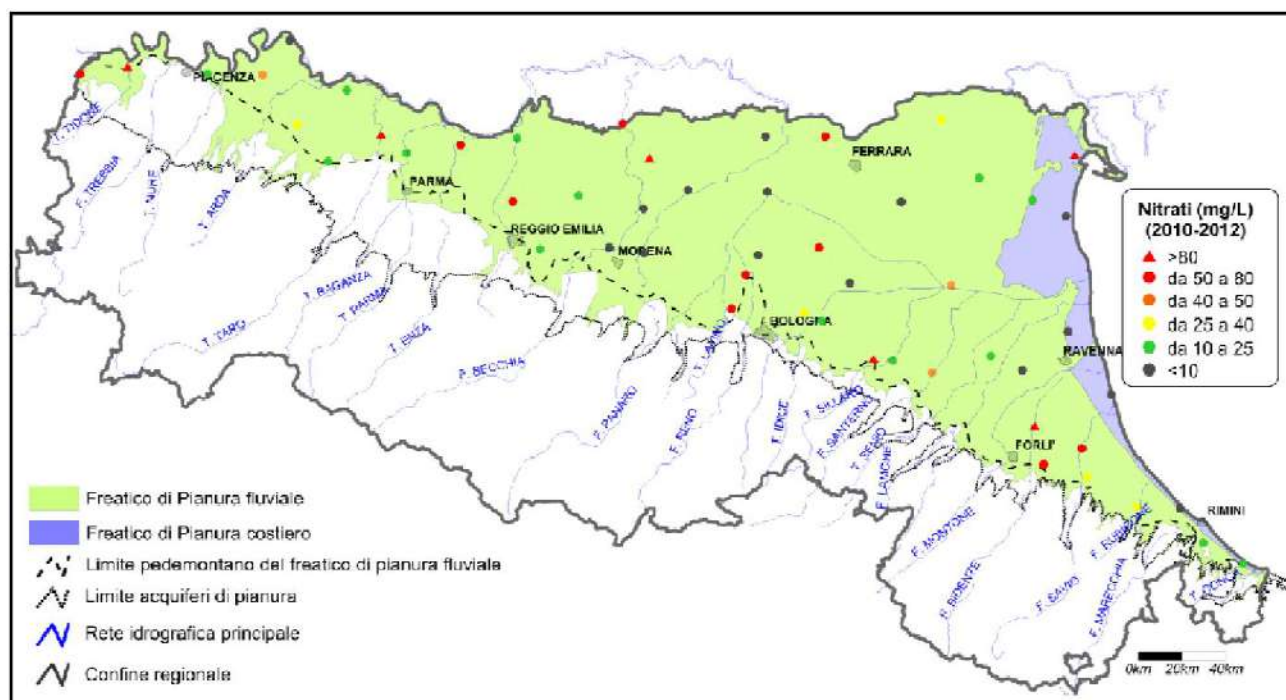 PIACENZA
T. TIDONE
F. TREBBIA
T. NURE
T. ARDA
PARMA
REGGIO EMILIA
MODENA
FERRARA
BOLOGNA
RAVENNA
FORLI'
RIMINI
T. BAGANZA
T. PARMA
T. TARO
T. ENZA
F. SECCHIA
F. PANARO
T. LAVINO
F. RENO
T. IDICE
T. SILLARO
F. SANTERNO
T. SENIO
F. LAMONE
F. MONTONE
F. BIDENTE
F. SAVIO
F. RUBICONE
F. MARECCHIA
Nitrati (mg/L)
(2010-2012)
>80
da 50 a 80
da 40 a 50
da 25 a 40
da 10 a 25
<10
Freatico di Pianura fluviale
Freatico di Pianura costiero
Limite pedemontano del freatico di pianura fluviale
Limite acquiferi di pianura
Rete idrografica principale
Confine regionale
0km 20km 40km